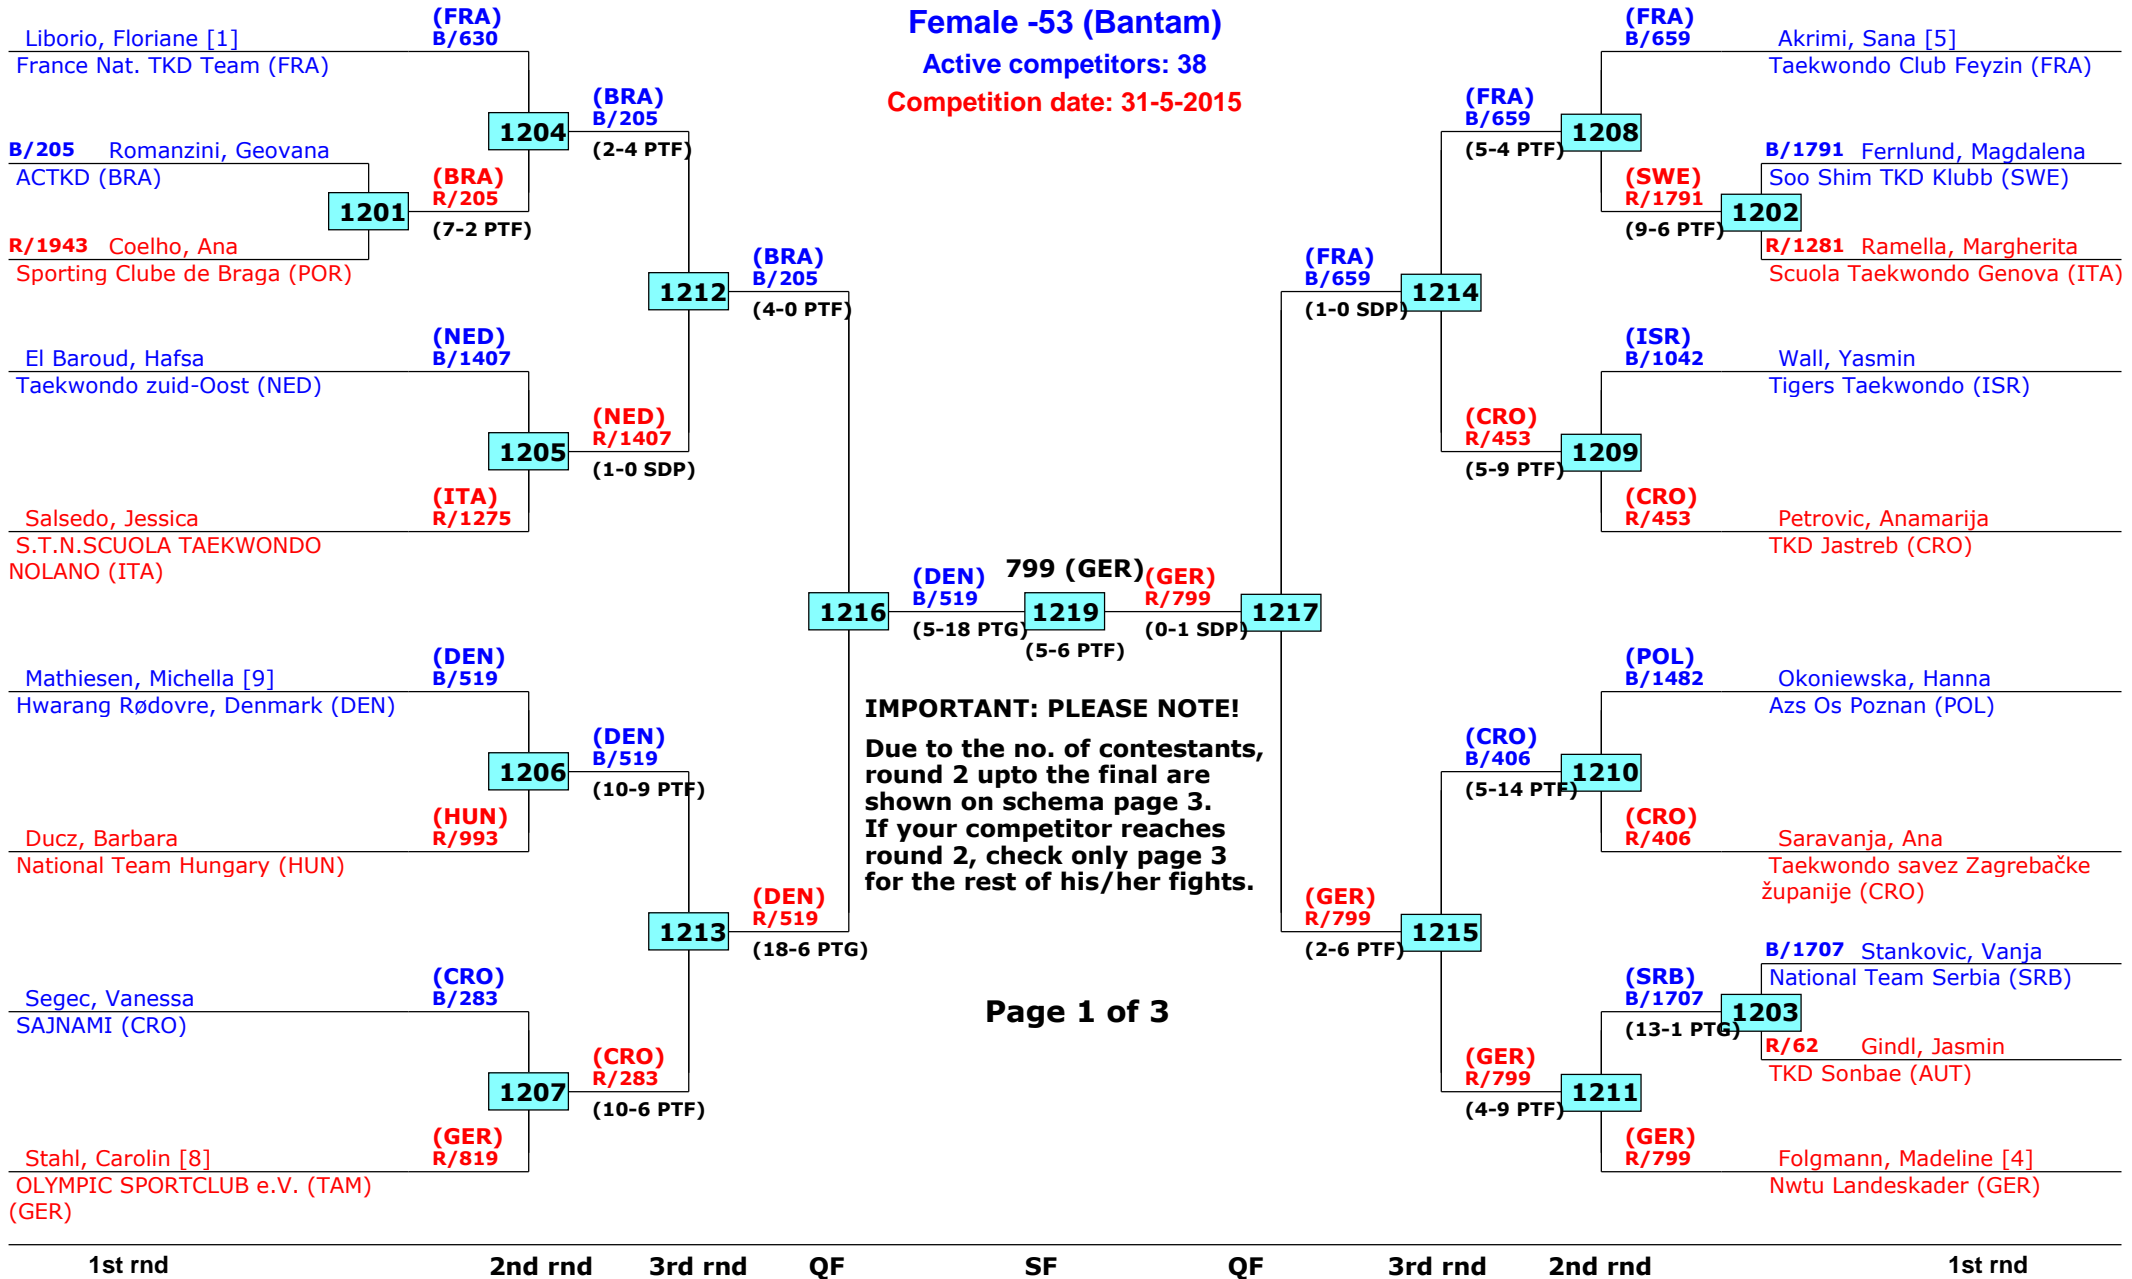 Female -53 (Bantam)
Active competitors: 38
Competition date: 31-5-2015
(FRA)
B/630
Liborio, Floriane [1]
France Nat. TKD Team (FRA)
1204
(BRA)
B/205
(2-4 PTF)
B/205 Romanzini, Geovana
ACTKD (BRA)
1201
(BRA)
R/205
(7-2 PTF)
R/1943 Coelho, Ana
Sporting Clube de Braga (POR)
1212
(BRA)
B/205
(4-0 PTF)
(NED)
B/1407
El Baroud, Hafsa
Taekwondo zuid-Oost (NED)
1205
(NED)
R/1407
(1-0 SDP)
(ITA)
R/1275
Salsedo, Jessica
S.T.N.SCUOLA TAEKWONDO
NOLANO (ITA)
1216
(DEN)
B/519
(5-18 PTG)
799 (GER)
1219
(5-6 PTF)
(GER)
R/799
(0-1 SDP)
1217
(DEN)
B/519
Mathiesen, Michella [9]
Hwarang Rødovre, Denmark (DEN)
1206
(DEN)
B/519
(10-9 PTF)
(HUN)
R/993
Ducz, Barbara
National Team Hungary (HUN)
1213
(DEN)
R/519
(18-6 PTG)
(CRO)
B/283
Segec, Vanessa
SAJNAMI (CRO)
1207
(CRO)
R/283
(10-6 PTF)
(GER)
R/819
Stahl, Carolin [8]
OLYMPIC SPORTCLUB e.V. (TAM)
(GER)
IMPORTANT: PLEASE NOTE!
Due to the no. of contestants,
round 2 upto the final are
shown on schema page 3.
If your competitor reaches
round 2, check only page 3
for the rest of his/her fights.
Page 1 of 3
(FRA)
B/659
Akrimi, Sana [5]
Taekwondo Club Feyzin (FRA)
(FRA)
B/659
(5-4 PTF)
1208
B/1791 Fernlund, Magdalena
Soo Shim TKD Klubb (SWE)
(SWE)
R/1791
(9-6 PTF)
1202
R/1281 Ramella, Margherita
Scuola Taekwondo Genova (ITA)
(FRA)
B/659
(1-0 SDP)
1214
(ISR)
B/1042
Wall, Yasmin
Tigers Taekwondo (ISR)
(CRO)
R/453
(5-9 PTF)
1209
(CRO)
R/453
Petrovic, Anamarija
TKD Jastreb (CRO)
(POL)
B/1482
Okoniewska, Hanna
Azs Os Poznan (POL)
(CRO)
B/406
(5-14 PTF)
1210
(CRO)
R/406
Saravanja, Ana
Taekwondo savez Zagrebačke
županije (CRO)
(GER)
R/799
(2-6 PTF)
1215
B/1707 Stankovic, Vanja
National Team Serbia (SRB)
(SRB)
B/1707
(13-1 PTG)
1203
R/62 Gindl, Jasmin
TKD Sonbae (AUT)
(GER)
R/799
(4-9 PTF)
1211
(GER)
R/799
Folgmann, Madeline [4]
Nwtu Landeskader (GER)
1st rnd 2nd rnd 3rd rnd QF SF QF 3rd rnd 2nd rnd 1st rnd